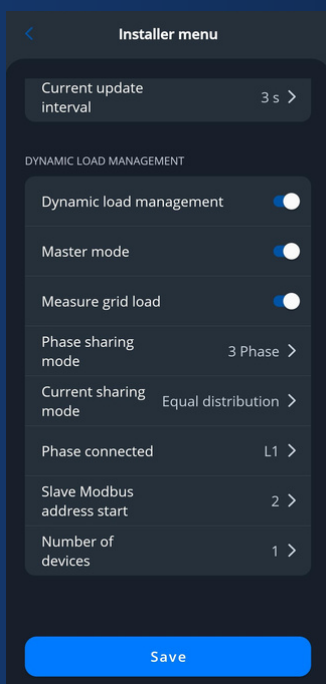 Installer menu
Current update
interval
3 s
DYNAMIC LOAD MANAGEMENT
Dynamic load management
Master mode
Measure grid load
Phase sharing
mode
3 Phase
Current sharing
mode
Equal distribution
Phase connected
L1
Slave Modbus
address start
2
Number of
devices
1
Save